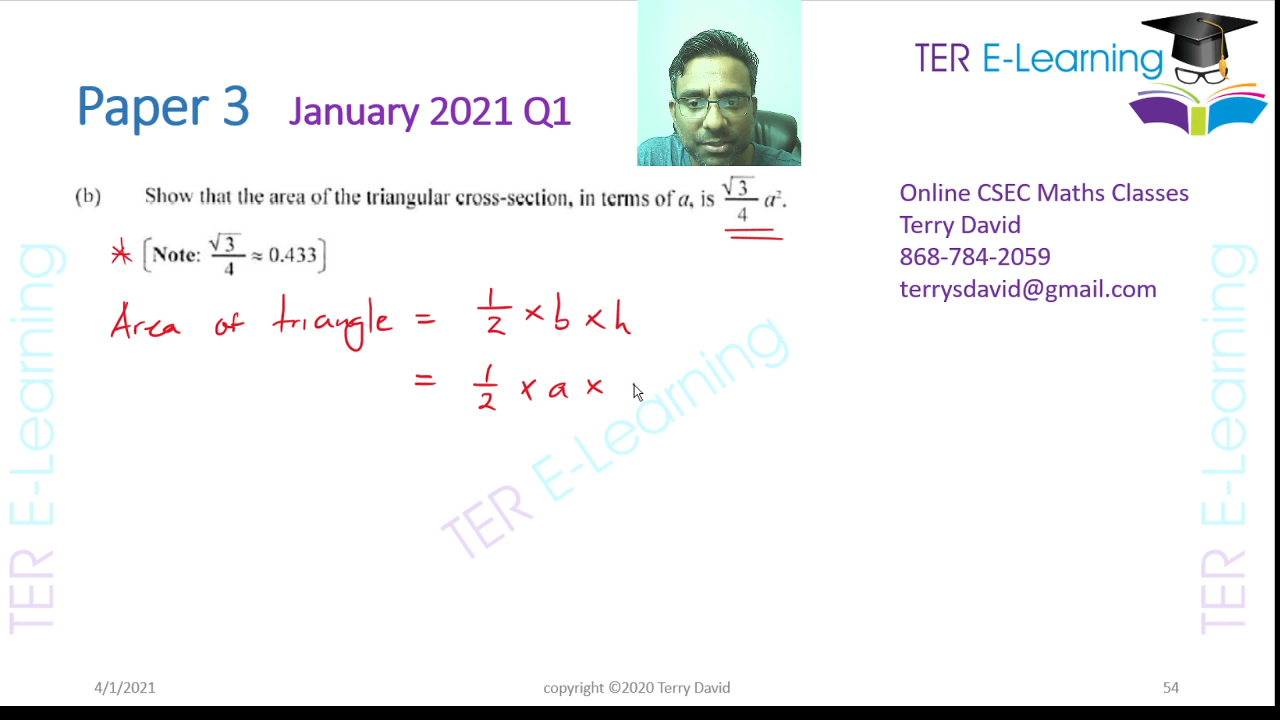 TER E-Learning
Paper 3 January 2021 Q1
(b) Show that the area of the triangular cross-section, in terms of a, is √3/4 a².
* [Note: √3/4 ≈ 0.433]
Area of triangle = 1/2 × b × h
= 1/2 × a ×
Online CSEC Maths Classes
Terry David
868-784-2059
terrysdavid@gmail.com
TER E-Learning
TER E-Learning
TER E-Learning
4/1/2021 copyright ©2020 Terry David 54